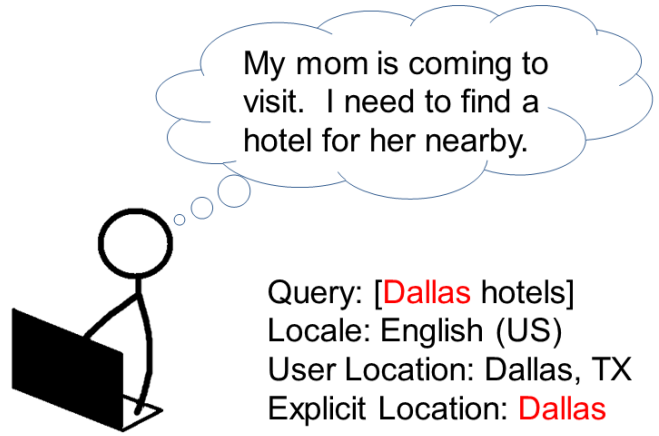 My mom is coming to
visit.  I need to find a
hotel for her nearby.
Query: [Dallas hotels]
Locale: English (US)
User Location: Dallas, TX
Explicit Location: Dallas